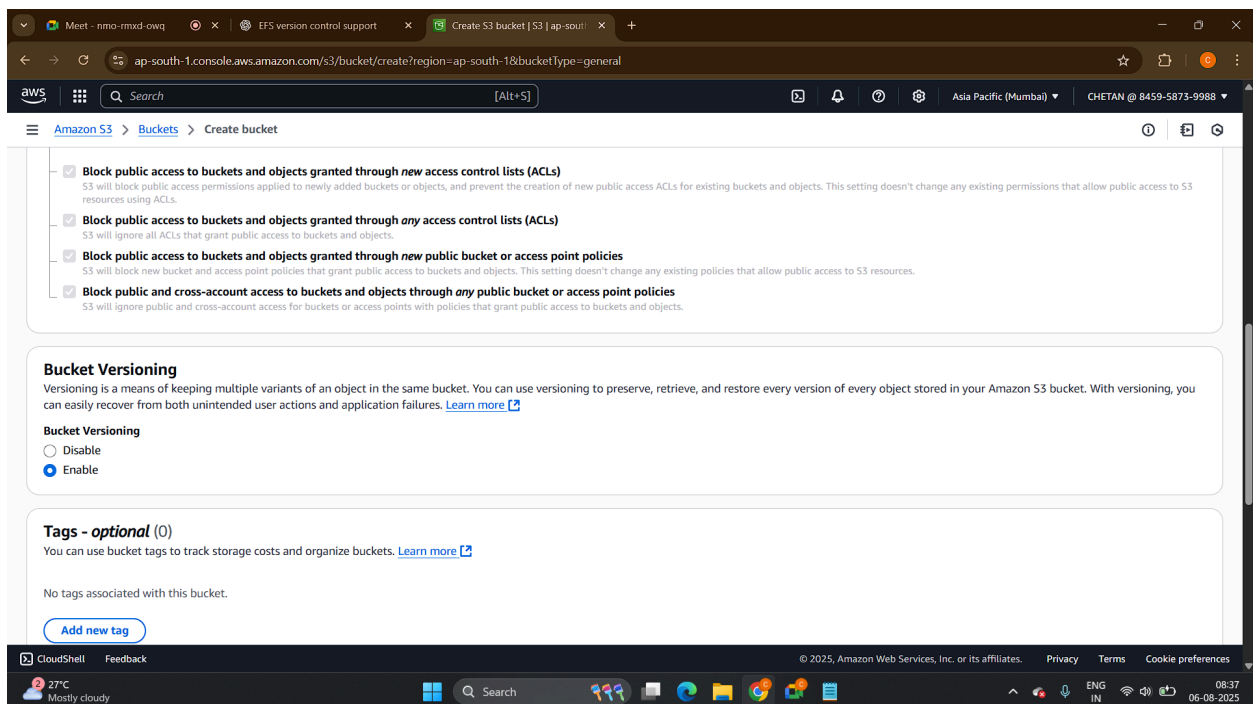 Meet - nmo-rmxd-owq
EFS version control support
Create S3 bucket | S3 | ap-sout
ap-south-1.console.aws.amazon.com/s3/bucket/create?region=ap-south-1&bucketType=general
aws
Search
[Alt+S]
Asia Pacific (Mumbai)
CHETAN @ 8459-5873-9988
Amazon S3 > Buckets > Create bucket
Block public access to buckets and objects granted through new access control lists (ACLs)
S3 will block public access permissions applied to newly added buckets or objects, and prevent the creation of new public access ACLs for existing buckets and objects. This setting doesn't change any existing permissions that allow public access to S3
resources using ACLs.
Block public access to buckets and objects granted through any access control lists (ACLs)
S3 will ignore all ACLs that grant public access to buckets and objects.
Block public access to buckets and objects granted through new public bucket or access point policies
S3 will block new bucket and access point policies that grant public access to buckets and objects. This setting doesn't change any existing policies that allow public access to S3 resources.
Block public and cross-account access to buckets and objects through any public bucket or access point policies
S3 will ignore public and cross-account access for buckets or access points with policies that grant public access to buckets and objects.
Bucket Versioning
Versioning is a means of keeping multiple variants of an object in the same bucket. You can use versioning to preserve, retrieve, and restore every version of every object stored in your Amazon S3 bucket. With versioning, you
can easily recover from both unintended user actions and application failures. Learn more
Bucket Versioning
Disable
Enable
Tags - optional (0)
You can use bucket tags to track storage costs and organize buckets. Learn more
No tags associated with this bucket.
Add new tag
CloudShell
Feedback
© 2025, Amazon Web Services, Inc. or its affiliates.
Privacy
Terms
Cookie preferences
2
27°C
Mostly cloudy
Search
ENG
IN
08:37
06-08-2025